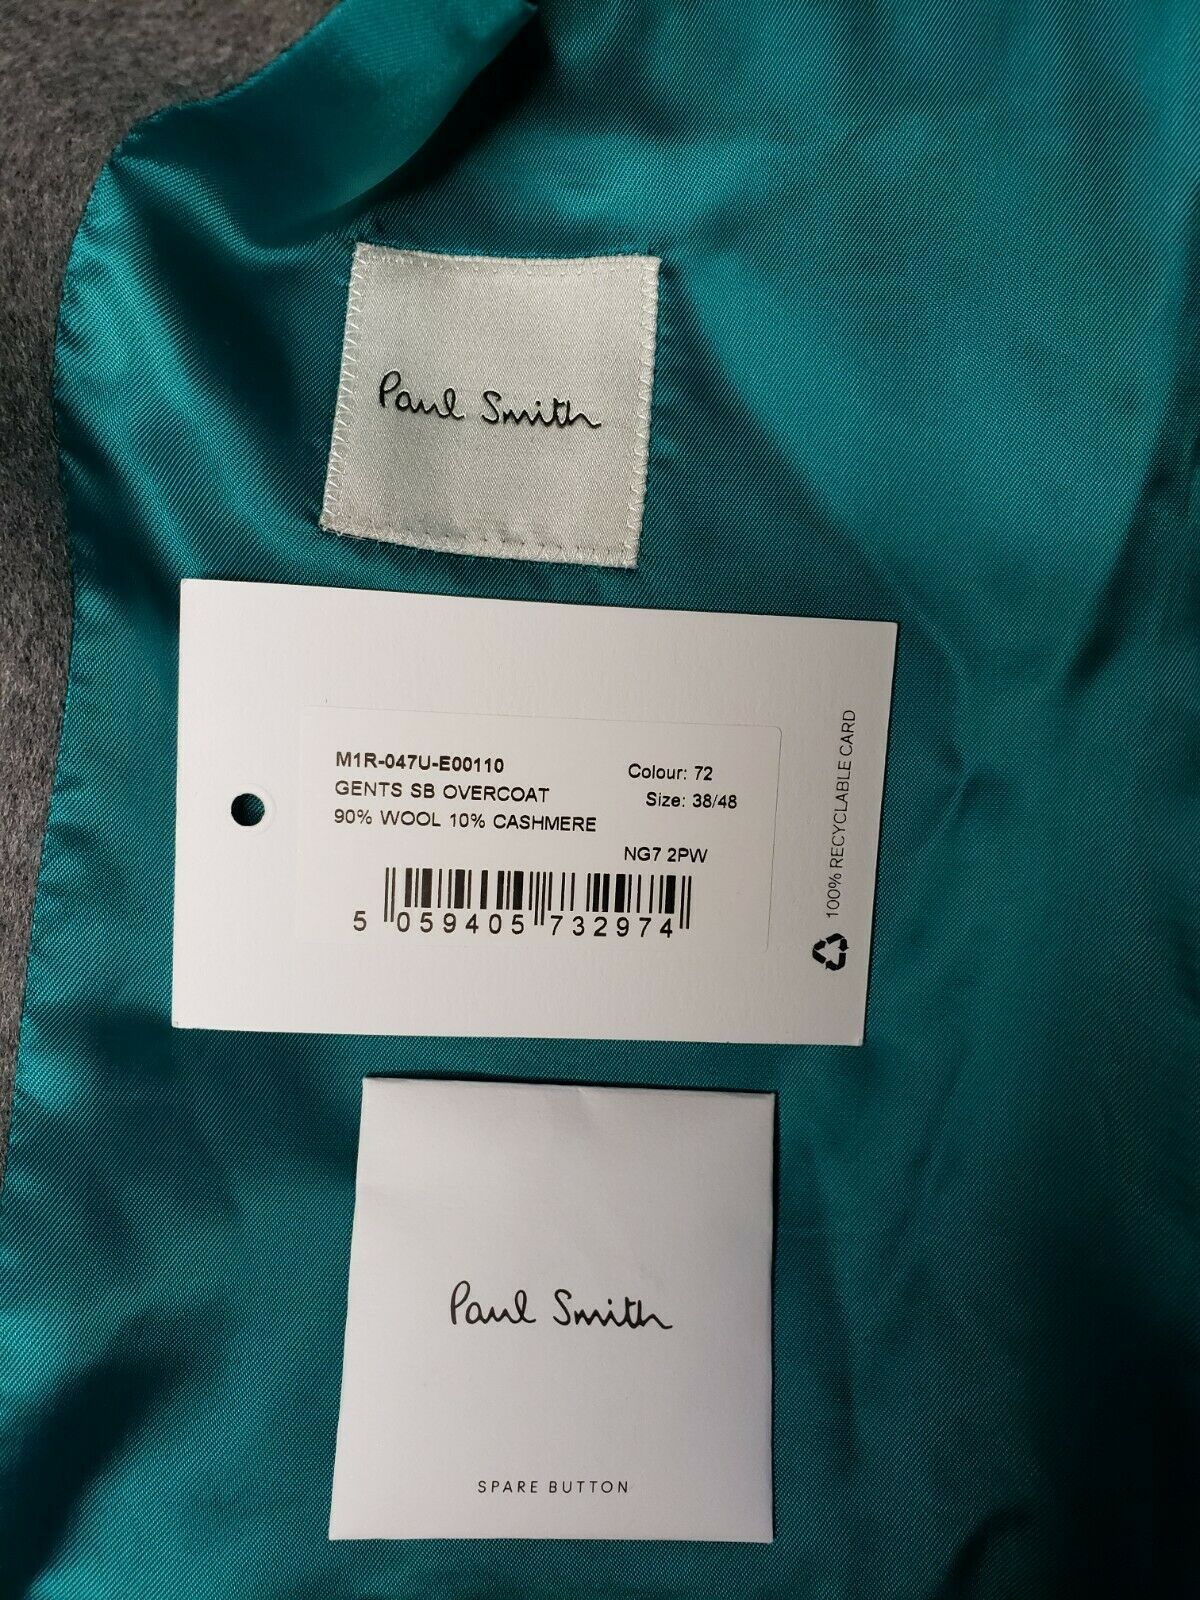 Paul Smith
M1R-047U-E00110
Colour: 72
GENTS SB OVERCOAT
Size: 38/48
90% WOOL 10% CASHMERE
NG7 2PW
5 059405 732974
100% RECYCLABLE CARD
Paul Smith
SPARE BUTTON